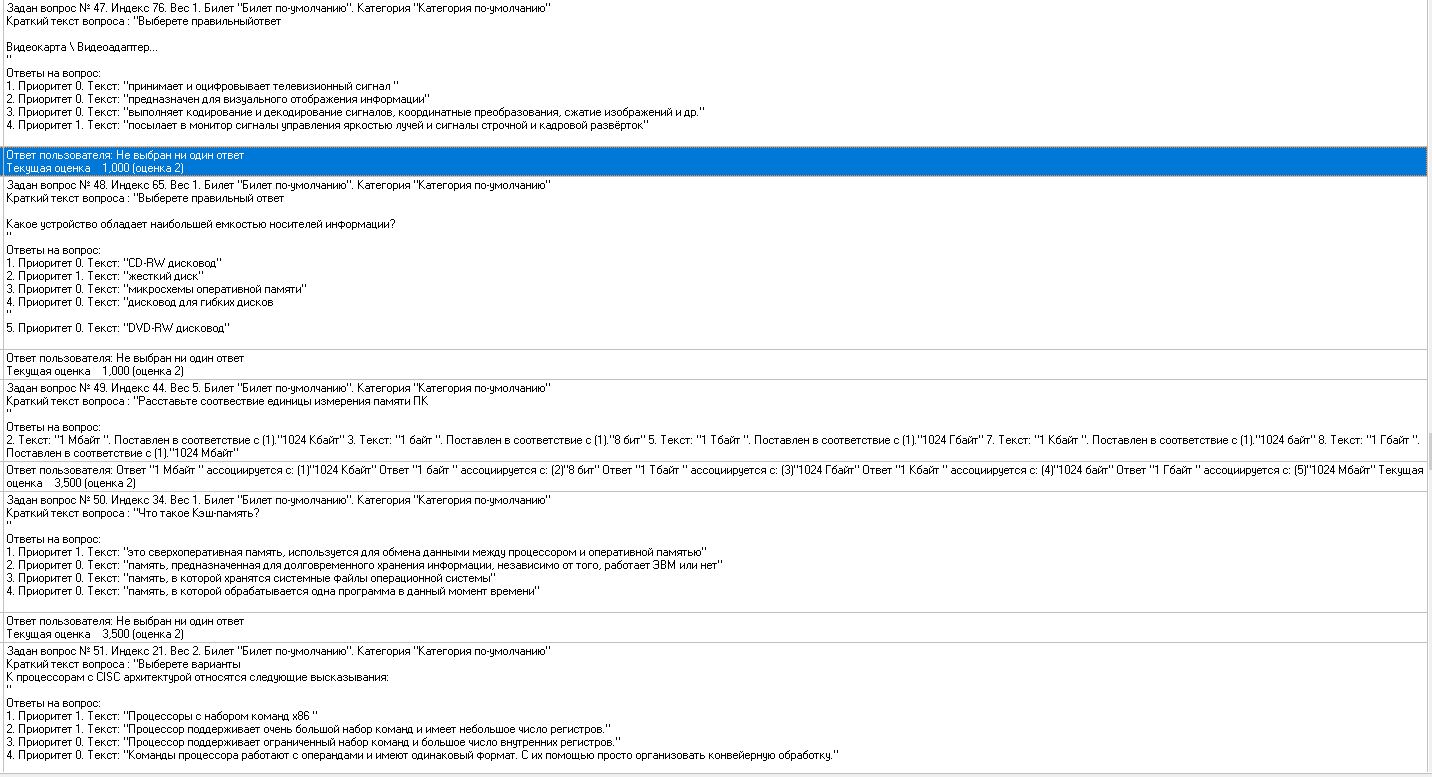 Задан вопрос № 47. Индекс 76. Вес 1. Билет "Билет по-умолчанию". Категория "Категория по-умолчанию"
Краткий текст вопроса : "Выберете правильныйответ
Видеокарта \ Видеоадаптер...
"
Ответы на вопрос:
1. Приоритет 0. Текст: "принимает и оцифровывает телевизионный сигнал "
2. Приоритет 0. Текст: "предназначен для визуального отображения информации"
3. Приоритет 0. Текст: "выполняет кодирование и декодирование сигналов, координатные преобразования, сжатие изображений и др."
4. Приоритет 1. Текст: "посылает в монитор сигналы управления яркостью лучей и сигналы строчной и кадровой развёрток"
Ответ пользователя: Не выбран ни один ответ
Текущая оценка    1,000 (оценка 2)
Задан вопрос № 48. Индекс 65. Вес 1. Билет "Билет по-умолчанию". Категория "Категория по-умолчанию"
Краткий текст вопроса : "Выберете правильный ответ
Какое устройство обладает наибольшей емкостью носителей информации?
"
Ответы на вопрос:
1. Приоритет 0. Текст: "CD-RW дисковод"
2. Приоритет 1. Текст: "жесткий диск"
3. Приоритет 0. Текст: "микросхемы оперативной памяти"
4. Приоритет 0. Текст: "дисковод для гибких дисков
"
5. Приоритет 0. Текст: "DVD-RW дисковод"
Ответ пользователя: Не выбран ни один ответ
Текущая оценка    1,000 (оценка 2)
Задан вопрос № 49. Индекс 44. Вес 5. Билет "Билет по-умолчанию". Категория "Категория по-умолчанию"
Краткий текст вопроса : "Расставьте соотвествие единицы измерения памяти ПК
"
Ответы на вопрос:
2. Текст: "1 Мбайт ". Поставлен в соответствие с (1)."1024 Кбайт" 3. Текст: "1 байт ". Поставлен в соответствие с (1)."8 бит" 5. Текст: "1 Тбайт ". Поставлен в соответствие с (1)."1024 Гбайт" 7. Текст: "1 Кбайт ". Поставлен в соответствие с (1)."1024 байт" 8. Текст: "1 Гбайт ".
Поставлен в соответствие с (1)."1024 Мбайт"
Ответ пользователя: Ответ "1 Мбайт " ассоциируется с: (1)"1024 Кбайт" Ответ "1 байт " ассоциируется с: (2)"8 бит" Ответ "1 Тбайт " ассоциируется с: (3)"1024 Гбайт" Ответ "1 Кбайт " ассоциируется с: (4)"1024 байт" Ответ "1 Гбайт " ассоциируется с: (5)"1024 Мбайт" Текущая
оценка    3,500 (оценка 2)
Задан вопрос № 50. Индекс 34. Вес 1. Билет "Билет по-умолчанию". Категория "Категория по-умолчанию"
Краткий текст вопроса : "Что такое Кэш-память?
"
Ответы на вопрос:
1. Приоритет 1. Текст: "это сверхоперативная память, используется для обмена данными между процессором и оперативной памятью"
2. Приоритет 0. Текст: "память, предназначенная для долговременного хранения информации, независимо от того, работает ЭВМ или нет"
3. Приоритет 0. Текст: "память, в которой хранятся системные файлы операционной системы"
4. Приоритет 0. Текст: "память, в которой обрабатывается одна программа в данный момент времени"
Ответ пользователя: Не выбран ни один ответ
Текущая оценка    3,500 (оценка 2)
Задан вопрос № 51. Индекс 21. Вес 2. Билет "Билет по-умолчанию". Категория "Категория по-умолчанию"
Краткий текст вопроса : "Выберете варианты
К процессорам с CISC архитектурой относятся следующие высказывания:
"
Ответы на вопрос:
1. Приоритет 1. Текст: "Процессоры с набором команд x86 "
2. Приоритет 1. Текст: "Процессор поддерживает очень большой набор команд и имеет небольшое число регистров."
3. Приоритет 0. Текст: "Процессор поддерживает ограниченный набор команд и большое число внутренних регистров."
4. Приоритет 0. Текст: "Команды процессора работают с операндами и имеют одинаковый формат. С их помощью просто организовать конвейерную обработку."